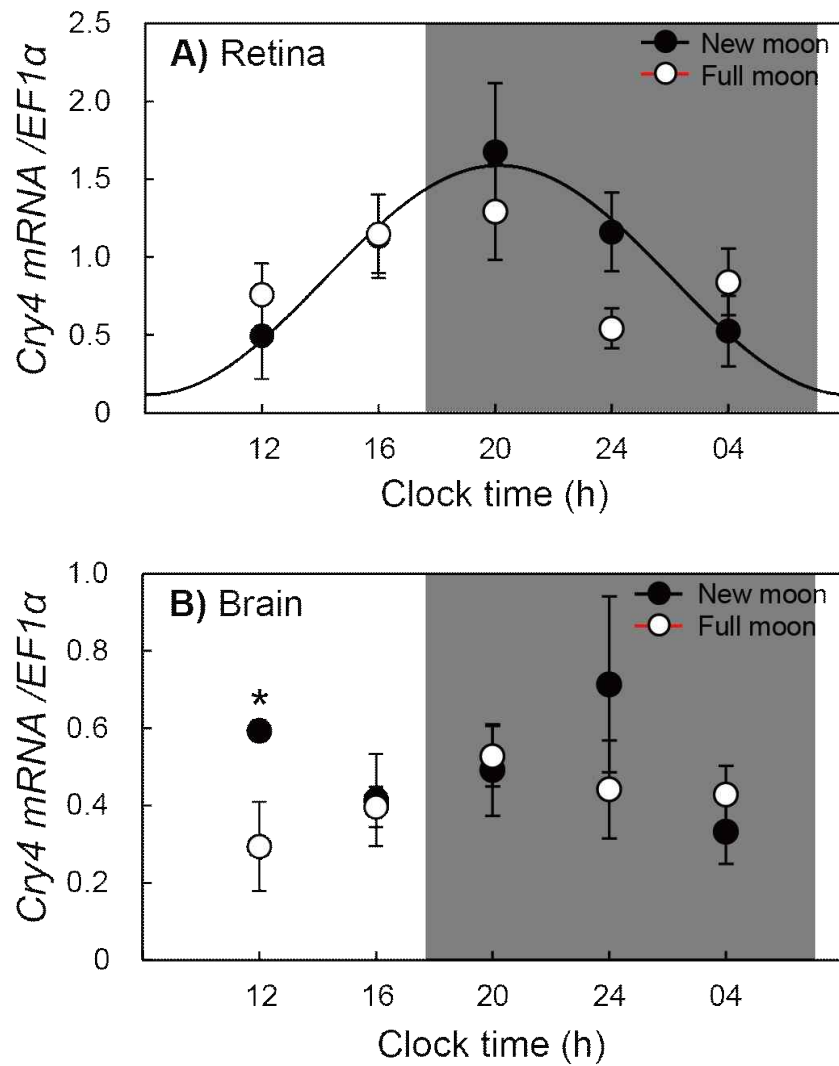 2.5
A) Retina
New moon
Full moon
2.0
1.5
1.0
0.5
0
Cry4 mRNA /EF1α
12 16 20 24 04
Clock time (h)
1.0
B) Brain
New moon
Full moon
0.8
*
0.6
0.4
0.2
0
Cry4 mRNA /EF1α
12 16 20 24 04
Clock time (h)